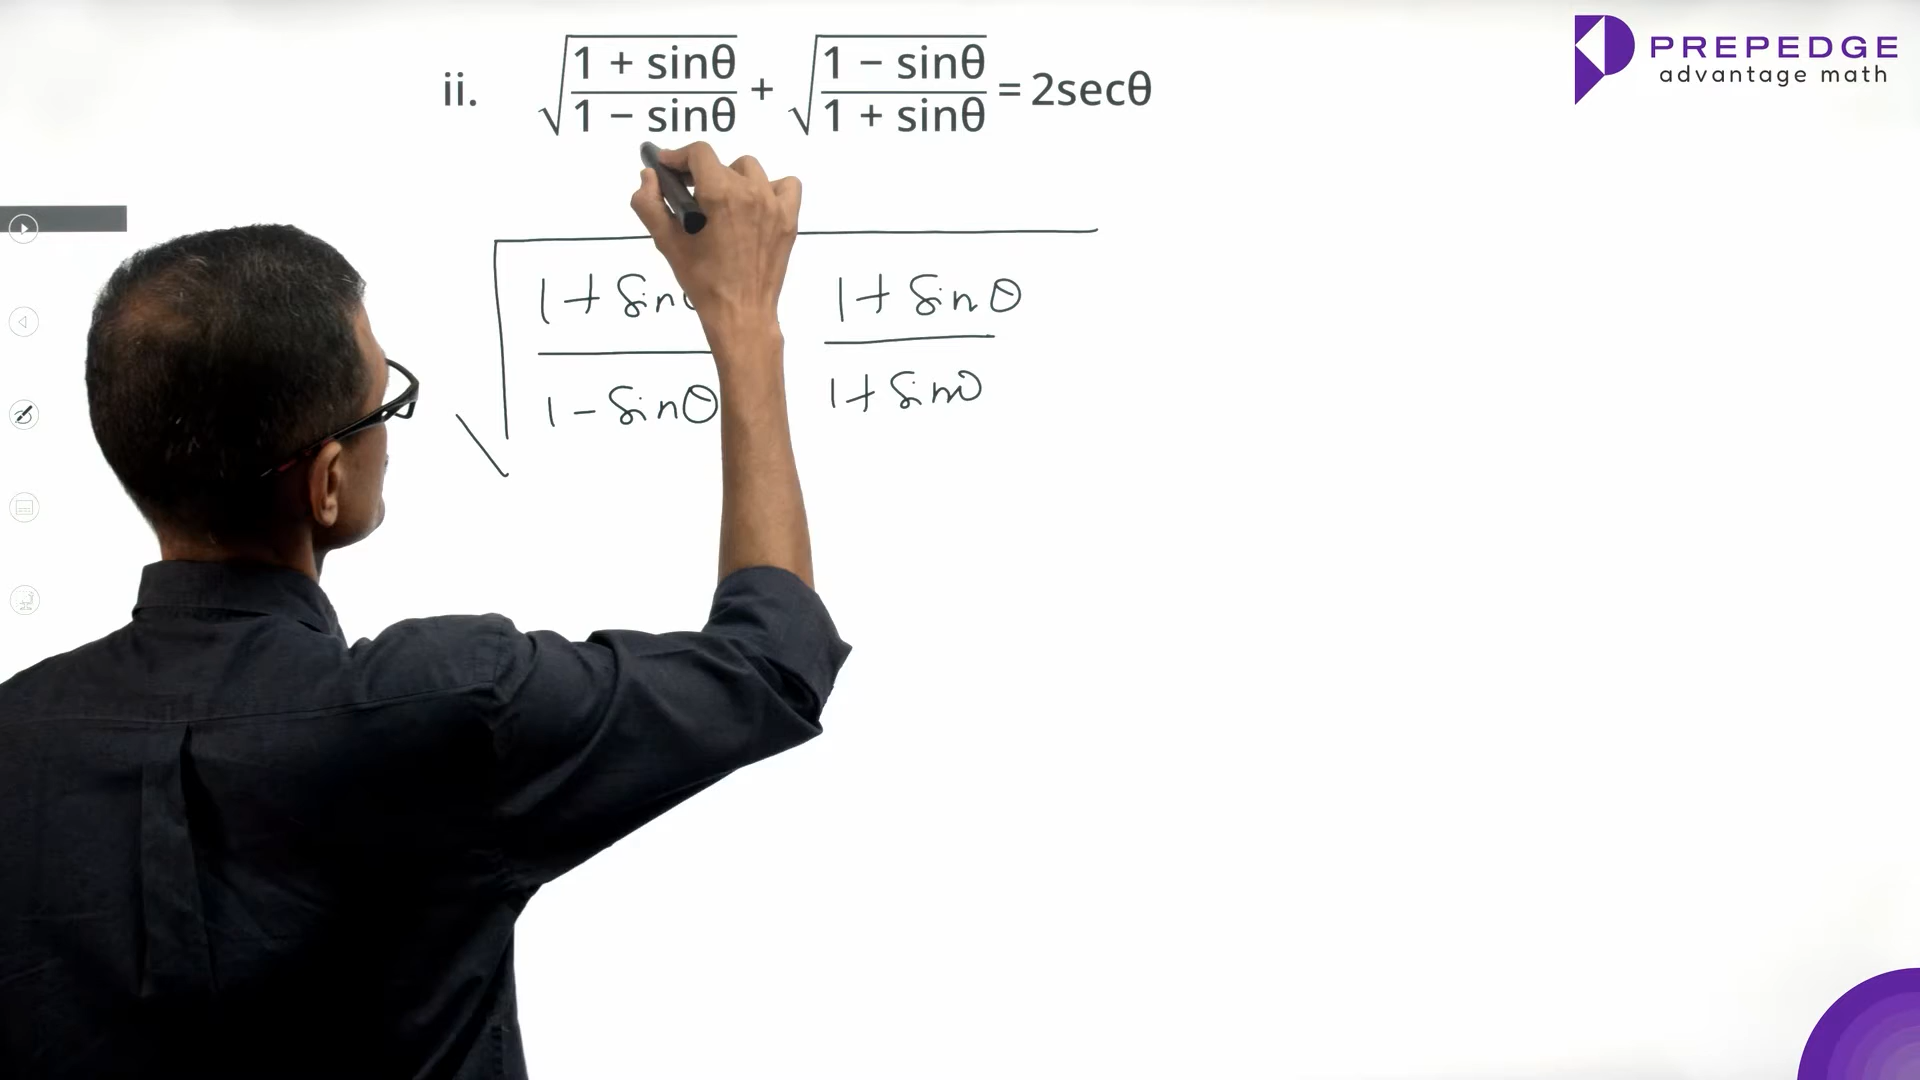 PREPEDGE
advantage math
ii. √(1 + sinθ / 1 − sinθ) + √(1 − sinθ / 1 + sinθ) = 2secθ
1 + sin 1 + sin θ
1 − sinθ 1 + sinθ